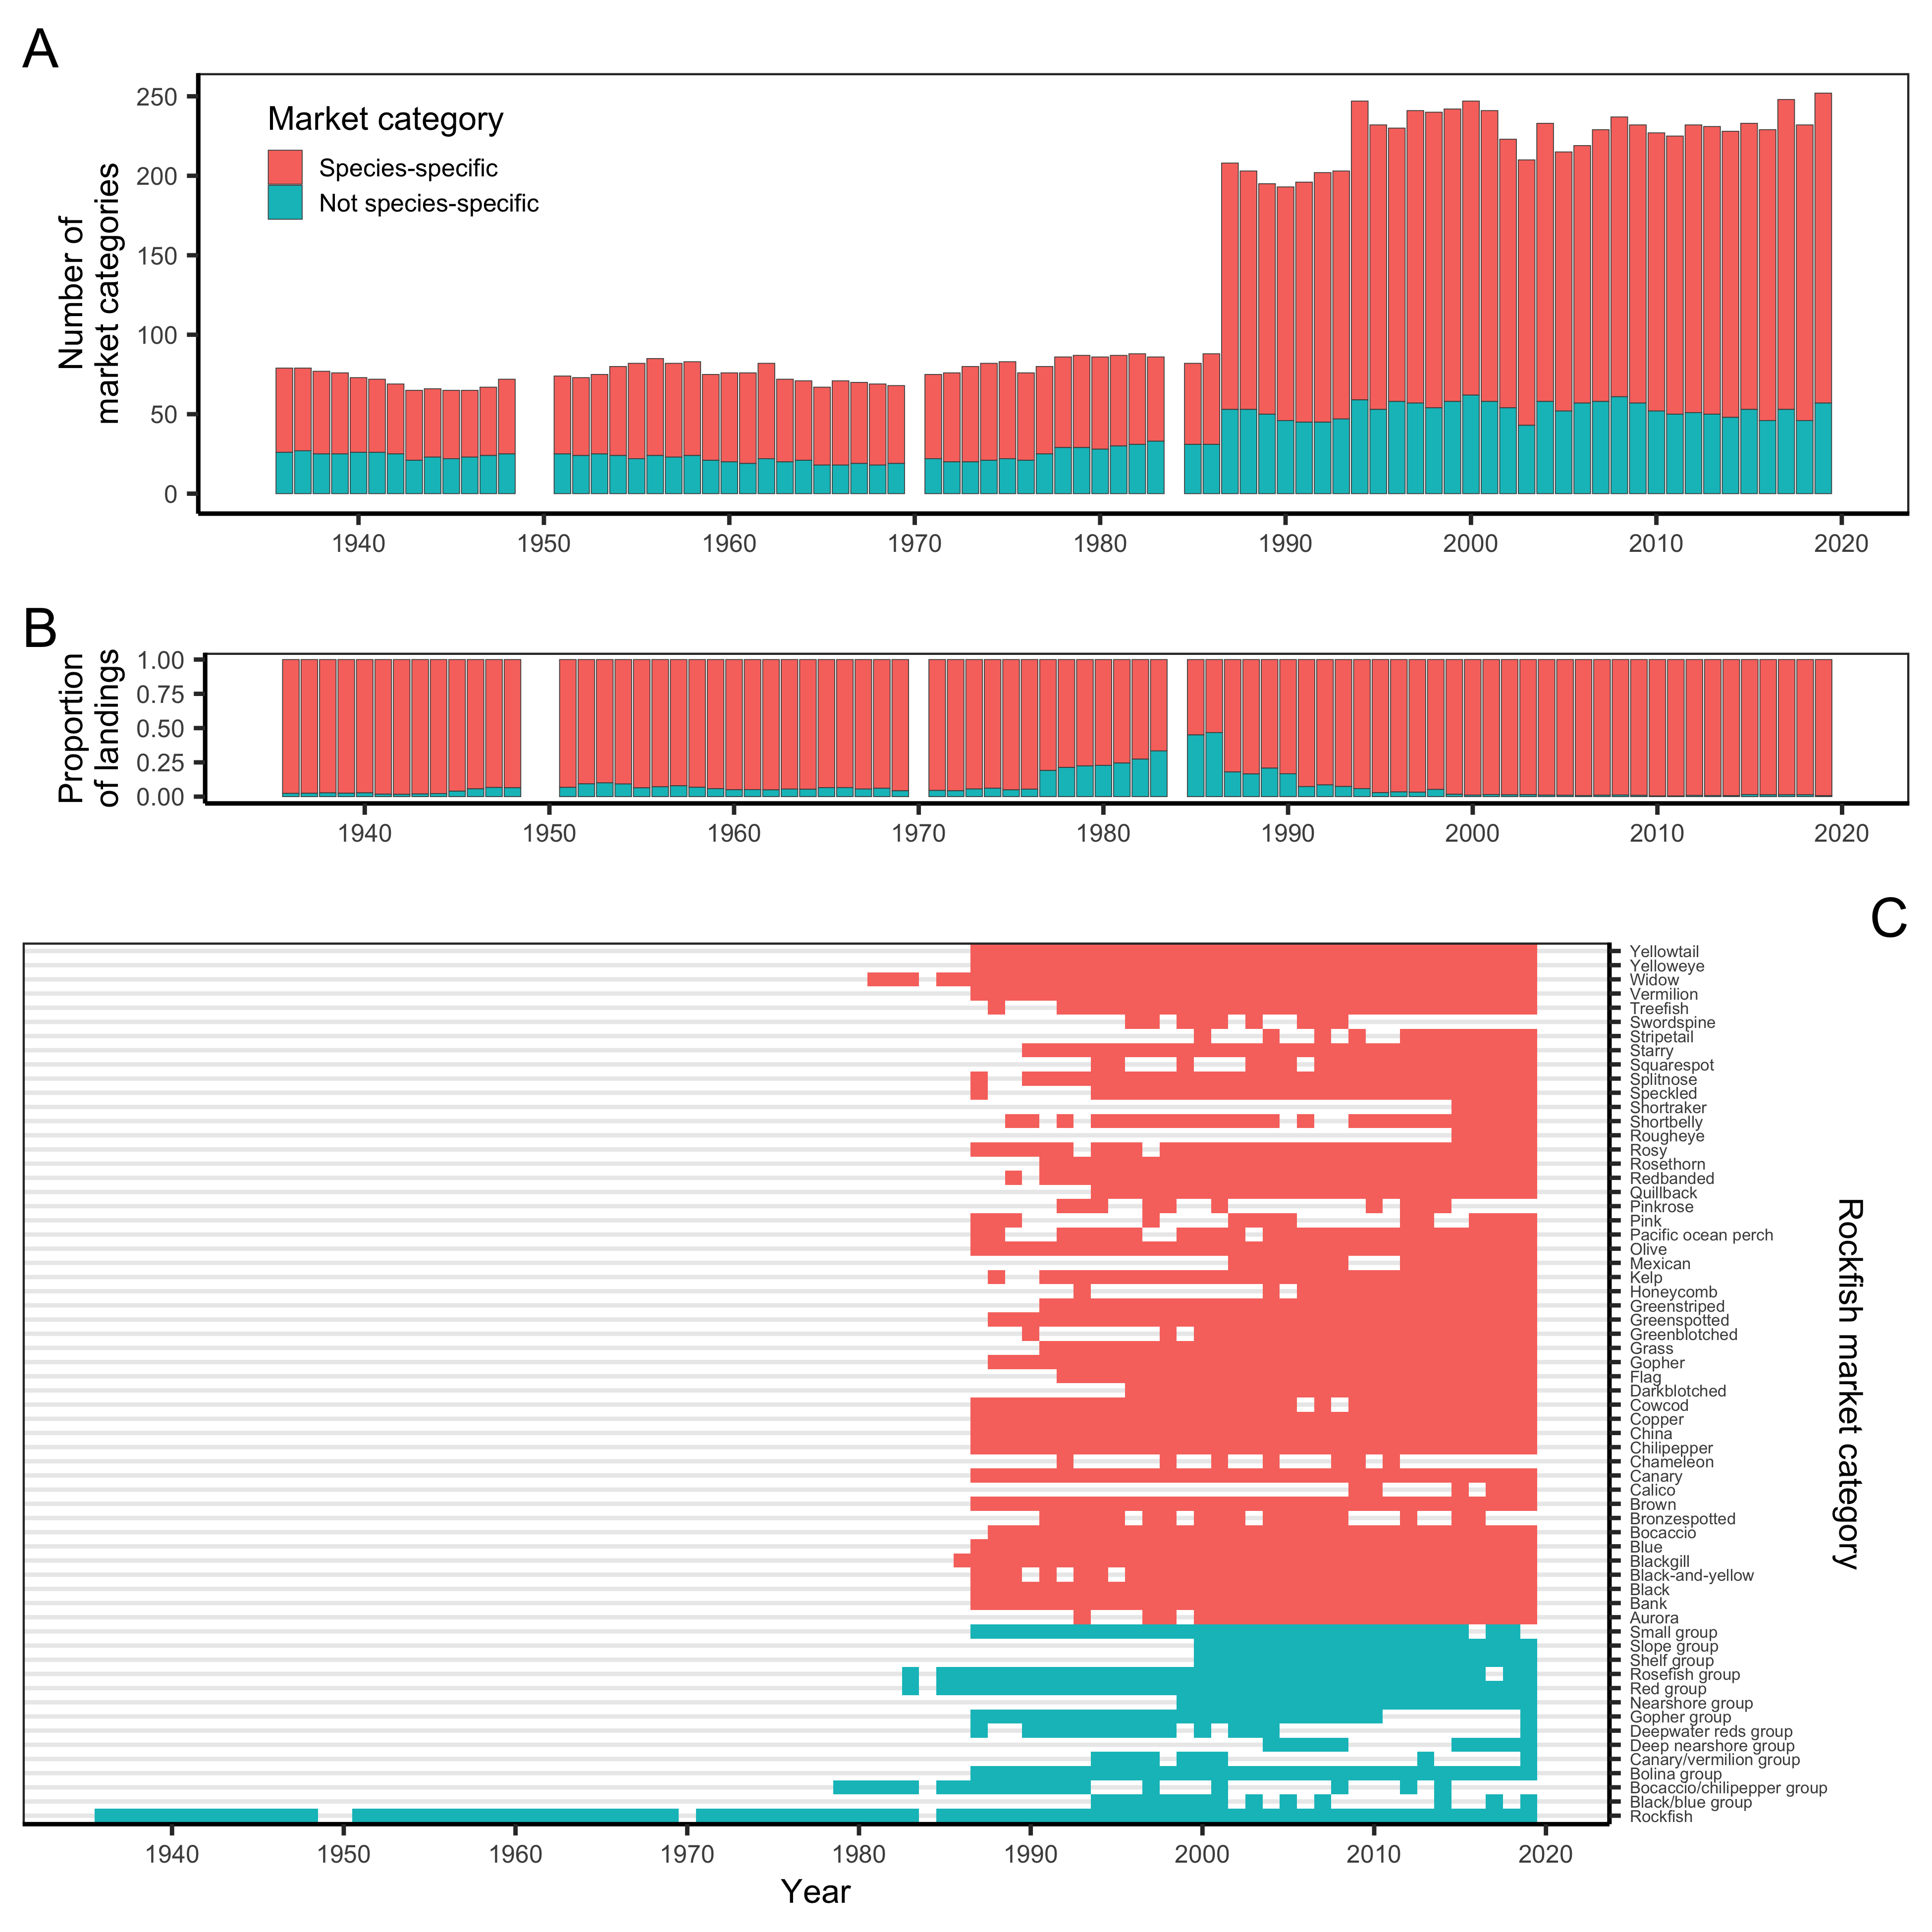 A
Number of
market categories
250
200
150
100
50
0
Market category
Species-specific
Not species-specific
1940
1950
1960
1970
1980
1990
2000
2010
2020
B
Proportion
of landings
1.00
0.75
0.50
0.25
0.00
1940
1950
1960
1970
1980
1990
2000
2010
2020
C
Yellowtail
Yelloweye
Widow
Vermilion
Treefish
Swordspine
Stripetail
Starry
Squarespot
Splitnose
Speckled
Shortraker
Shortbelly
Rougheye
Rosy
Rosethorn
Redbanded
Quillback
Pinkrose
Pink
Pacific ocean perch
Olive
Mexican
Kelp
Honeycomb
Greenstriped
Greenspotted
Greenblotched
Grass
Gopher
Flag
Darkblotched
Cowcod
Copper
China
Chilipepper
Chameleon
Canary
Calico
Brown
Bronzespotted
Bocaccio
Blue
Blackgill
Black-and-yellow
Black
Bank
Aurora
Small group
Slope group
Shelf group
Rosefish group
Red group
Nearshore group
Gopher group
Deepwater reds group
Deep nearshore group
Canary/vermilion group
Bolina group
Bocaccio/chilipepper group
Black/blue group
Rockfish
Rockfish market category
1940
1950
1960
1970
1980
1990
2000
2010
2020
Year